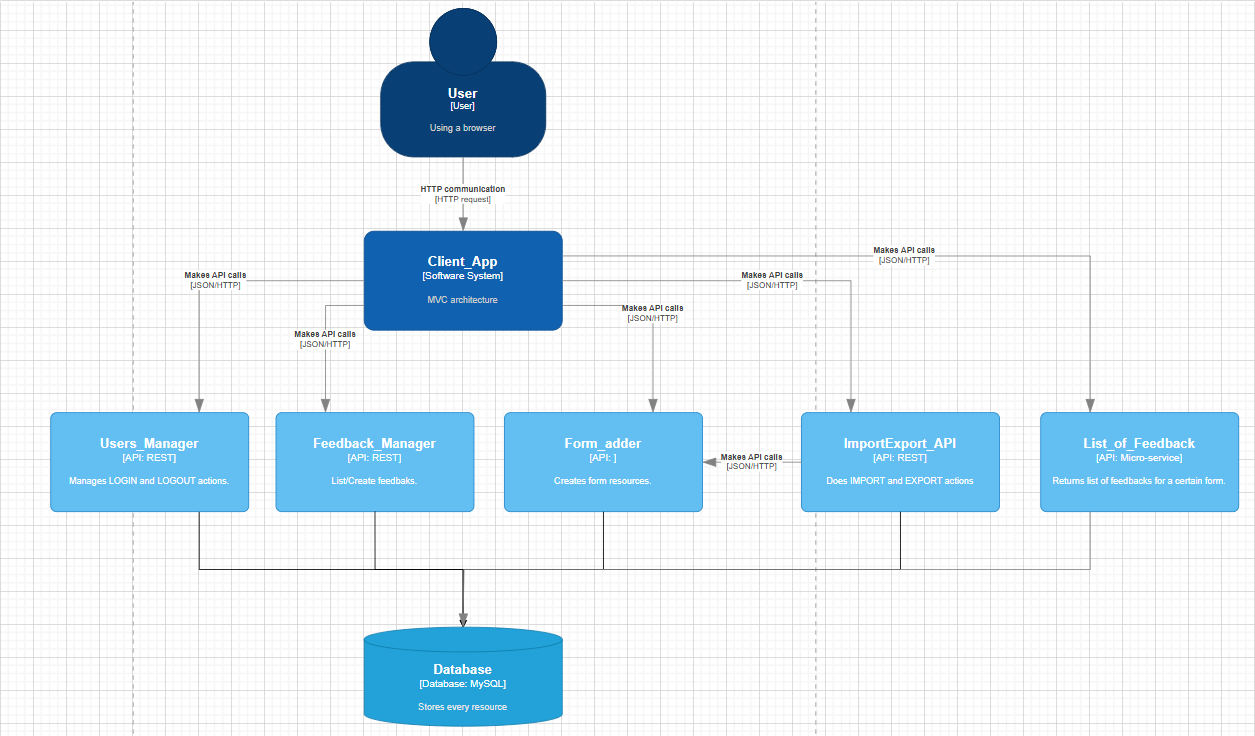 User
[User]
Using a browser
HTTP communication
[HTTP request]
Client_App
[Software System]
MVC architecture
Makes API calls
[JSON/HTTP]
Makes API calls
[JSON/HTTP]
Makes API calls
[JSON/HTTP]
Makes API calls
[JSON/HTTP]
Makes API calls
[JSON/HTTP]
Users_Manager
[API: REST]
Manages LOGIN and LOGOUT actions.
Feedback_Manager
[API: REST]
List/Create feedbaks.
Form_adder
[API: ]
Creates form resources.
Makes API calls
[JSON/HTTP]
ImportExport_API
[API: REST]
Does IMPORT and EXPORT actions
List_of_Feedback
[API: Micro-service]
Returns list of feedbacks for a certain form.
Database
[Database: MySQL]
Stores every resource